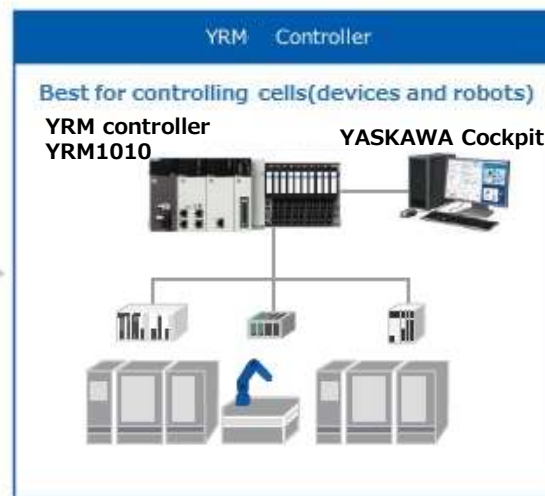 YRM Controller
Best for controlling cells(devices and robots)
YRM controller
YRM1010
YASKAWA Cockpit